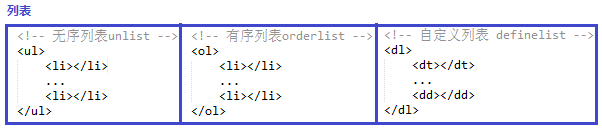 列表
<!-- 无序列表unlist -->
<ul>
<li></li>
...
<li></li>
</ul>
<!-- 有序列表orderlist -->
<ol>
<li></li>
...
<li></li>
</ol>
<!-- 自定义列表 definelist -->
<dl>
<dt></dt>
...
<dd></dd>
</dl>